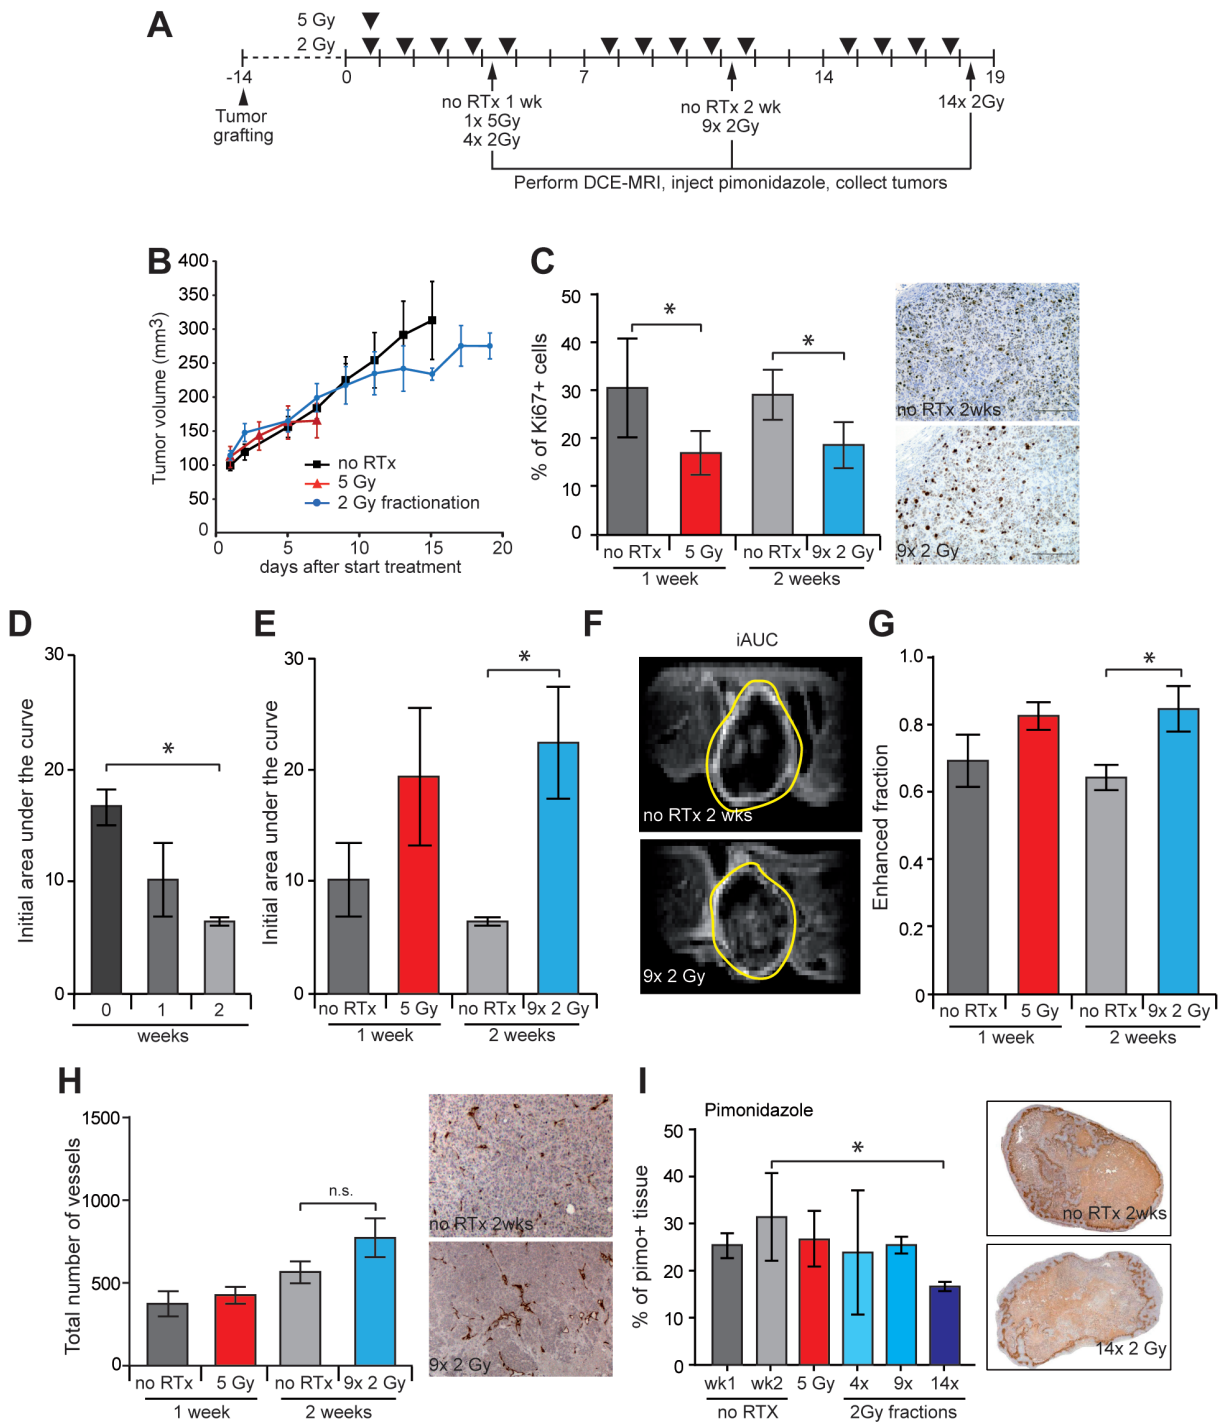 A
5 Gy
2 Gy
-14
0
7
14
19
Tumor
grafting
no RTx 1 wk
1x 5Gy
4x 2Gy
no RTx 2 wk
9x 2Gy
14x 2Gy
Perform DCE-MRI, inject pimonidazole, collect tumors
B
Tumor volume (mm3)
400
350
300
250
200
150
100
50
0
no RTx
5 Gy
2 Gy fractionation
0
5
10
15
20
days after start treatment
C
% of Ki67+ cells
50
40
30
20
10
0
*
*
no RTx
5 Gy
no RTx
9x 2 Gy
1 week
2 weeks
no RTx 2wks
9x 2 Gy
D
Initial area under the curve
30
20
10
0
*
0
1
2
weeks
E
Initial area under the curve
30
20
10
0
*
no RTx
5 Gy
no RTx
9x 2 Gy
1 week
2 weeks
F
iAUC
no RTx 2 wks
9x 2 Gy
G
Enhanced fraction
1.0
0.8
0.6
0.4
0.2
0
*
no RTx
5 Gy
no RTx
9x 2 Gy
1 week
2 weeks
H
Total number of vessels
1500
1000
500
0
n.s.
no RTx
5 Gy
no RTx
9x 2 Gy
1 week
2 weeks
no RTx 2wks
9x 2 Gy
I
Pimonidazole
% of pimo+ tissue
50
40
30
20
10
0
*
wk1
wk2
5 Gy
4x
9x
14x
no RTX
2Gy fractions
no RTx 2wks
14x 2 Gy